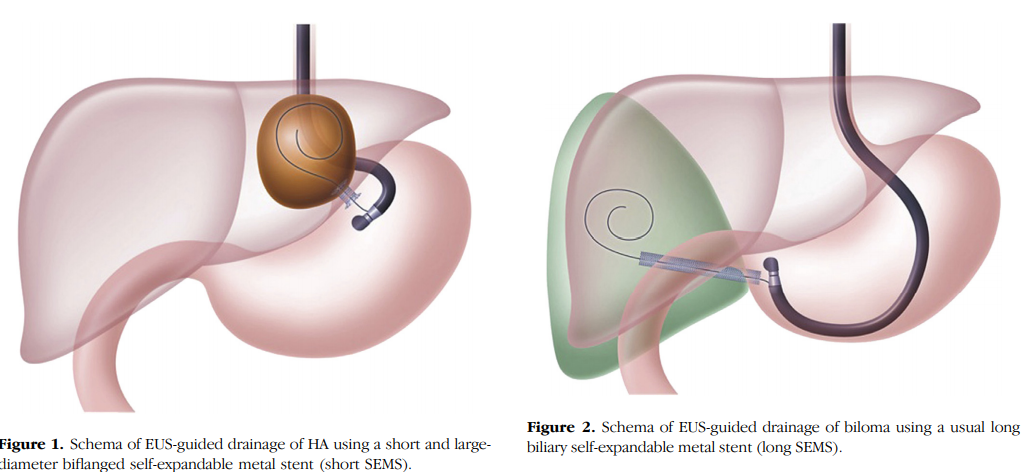 Figure 1. Schema of EUS-guided drainage of HA using a short and large-
diameter biflanged self-expandable metal stent (short SEMS).
Figure 2. Schema of EUS-guided drainage of biloma using a usual long
biliary self-expandable metal stent (long SEMS).